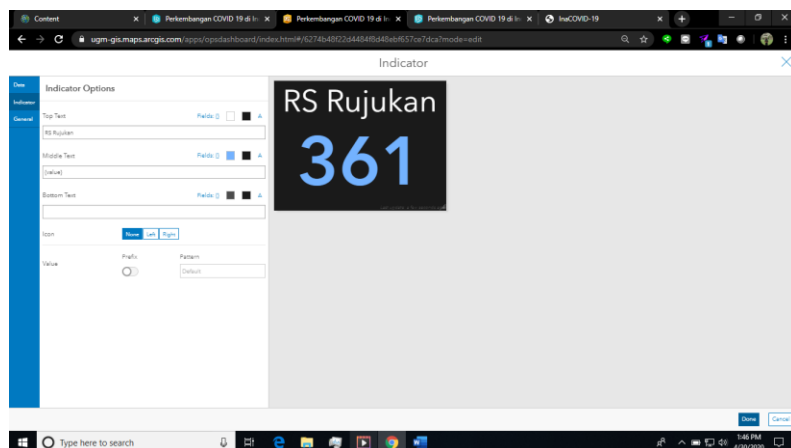 Content
Perkembangan COVID 19 di In
Perkembangan COVID 19 di In
Perkembangan COVID 19 di In
InaCOVID-19
ugm-gis.maps.arcgis.com/apps/opsdashboard/index.html#/6274b48f22d4484f8d48ebf657ce7dca?mode=edit
Indicator
Data
Indicator
General
Indicator Options
Top Text
Fields {}
A
RS Rujukan
Middle Text
Fields {}
A
{value}
Bottom Text
Fields {}
A
Icon
None
Left
Right
Value
Prefix
Pattern
Default
RS Rujukan
361
Done
Cancel
Type here to search
1:46 PM
4/30/2020